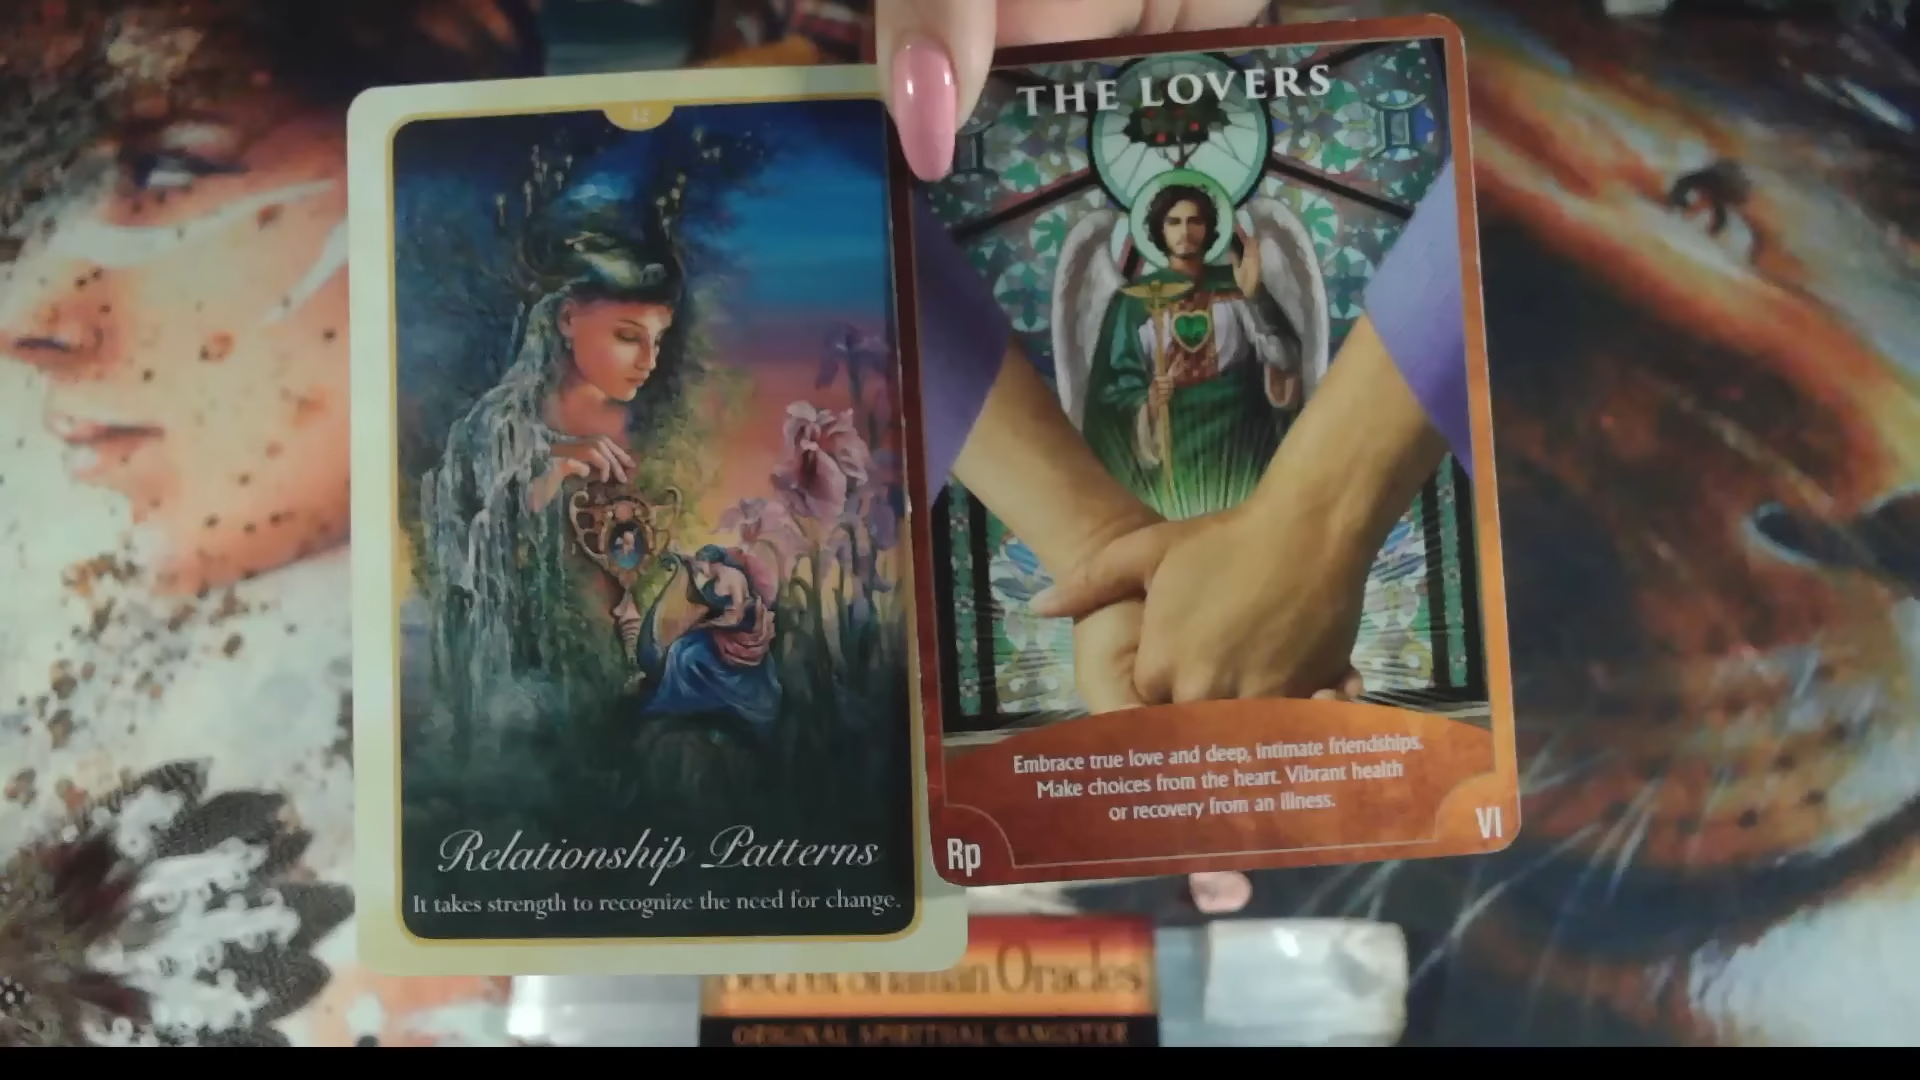 Relationship Patterns
It takes strength to recognize the need for change.
THE LOVERS
Embrace true love and deep, intimate friendships.
Make choices from the heart. Vibrant health
or recovery from an illness.
Rp
VI
Oracles
ORIGINAL SPIRITUAL GANGSTER